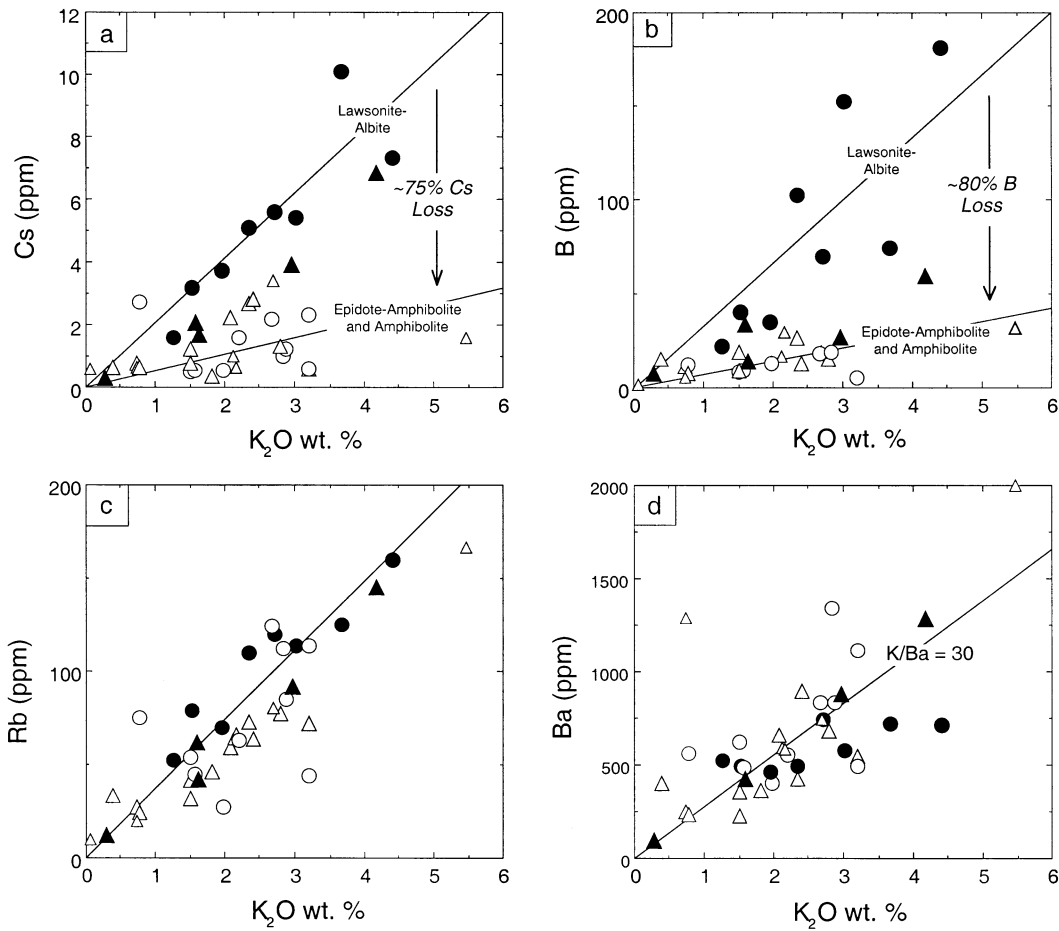 a
12
10
8
6
4
2
0
Cs (ppm)
Lawsonite-
Albite
~75% Cs
Loss
Epidote-Amphibolite
and Amphibolite
0 1 2 3 4 5 6
K₂O wt. %
b
200
100
0
B (ppm)
Lawsonite-
Albite
~80% B
Loss
Epidote-Amphibolite
and Amphibolite
0 1 2 3 4 5 6
K₂O wt. %
c
200
100
0
Rb (ppm)
0 1 2 3 4 5 6
K₂O wt. %
d
2000
1500
1000
500
0
Ba (ppm)
K/Ba = 30
0 1 2 3 4 5 6
K₂O wt. %